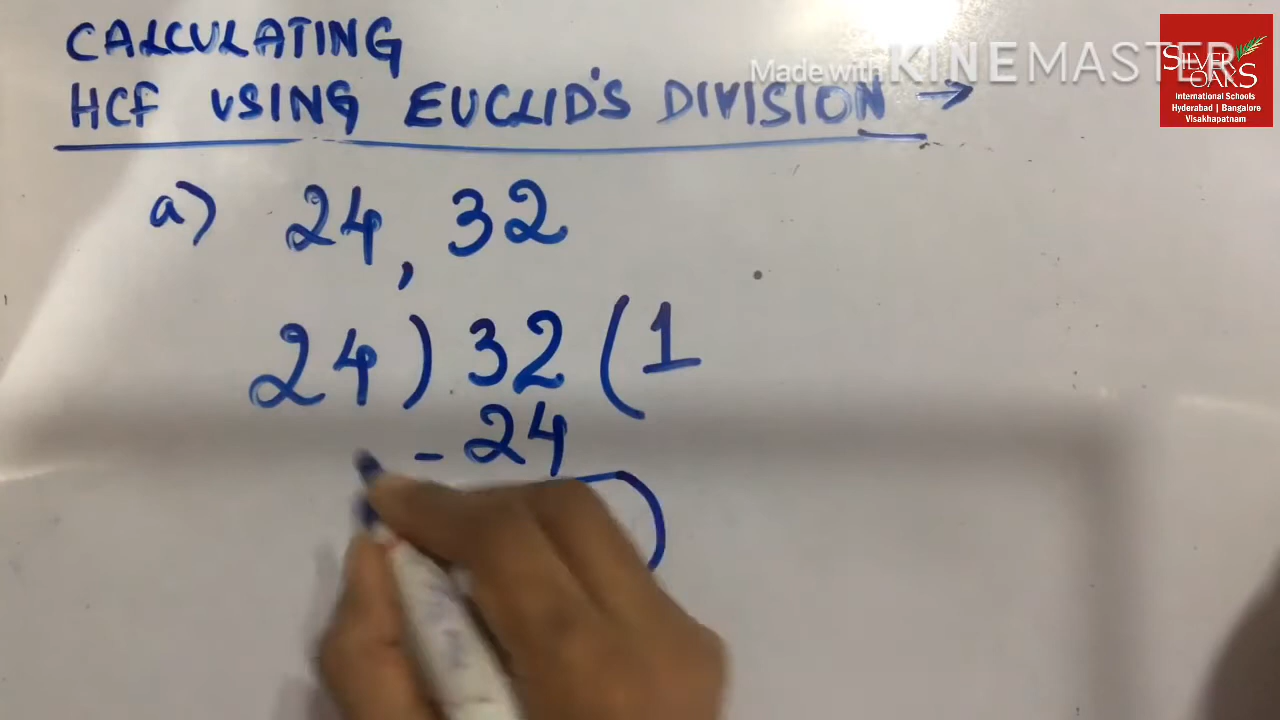 CALCULATING
HCF USING EUCLID'S DIVISION →
Made with KINEMASTER
SILVER OAKS
International Schools
Hyderabad | Bangalore
Visakhapatnam
a) 24, 32
24) 32 (1
- 24